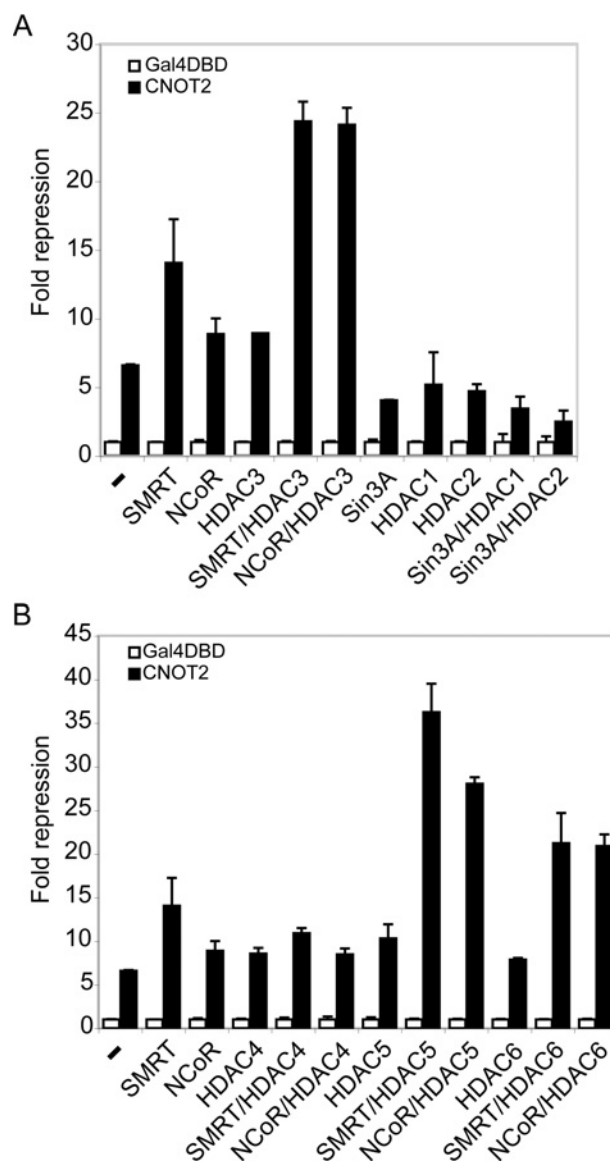 A
30
25
20
15
10
5
0
Fold repression
Gal4DBD
CNOT2
-
SMRT
NCoR
HDAC3
SMRT/HDAC3
NCoR/HDAC3
Sin3A
HDAC1
HDAC2
Sin3A/HDAC1
Sin3A/HDAC2
B
45
40
35
30
25
20
15
10
5
0
Fold repression
Gal4DBD
CNOT2
-
SMRT
NCoR
HDAC4
SMRT/HDAC4
NCoR/HDAC4
HDAC5
SMRT/HDAC5
NCoR/HDAC5
HDAC6
SMRT/HDAC6
NCoR/HDAC6